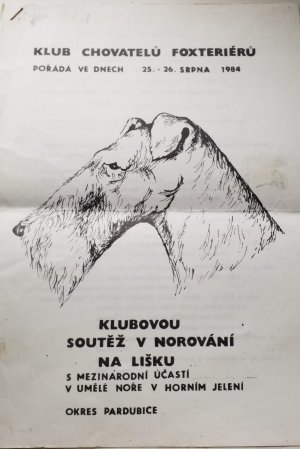 KLUB CHOVATELŮ FOXTERIÉRŮ
POŘÁDÁ VE DNECH 25. - 26. SRPNA 1984
KLUBOVOU
SOUTĚŽ V NOROVÁNÍ
NA LIŠKU
S MEZINÁRODNÍ ÚČASTÍ
V UMĚLÉ NOŘE V HORNÍM JELENÍ
OKRES PARDUBICE